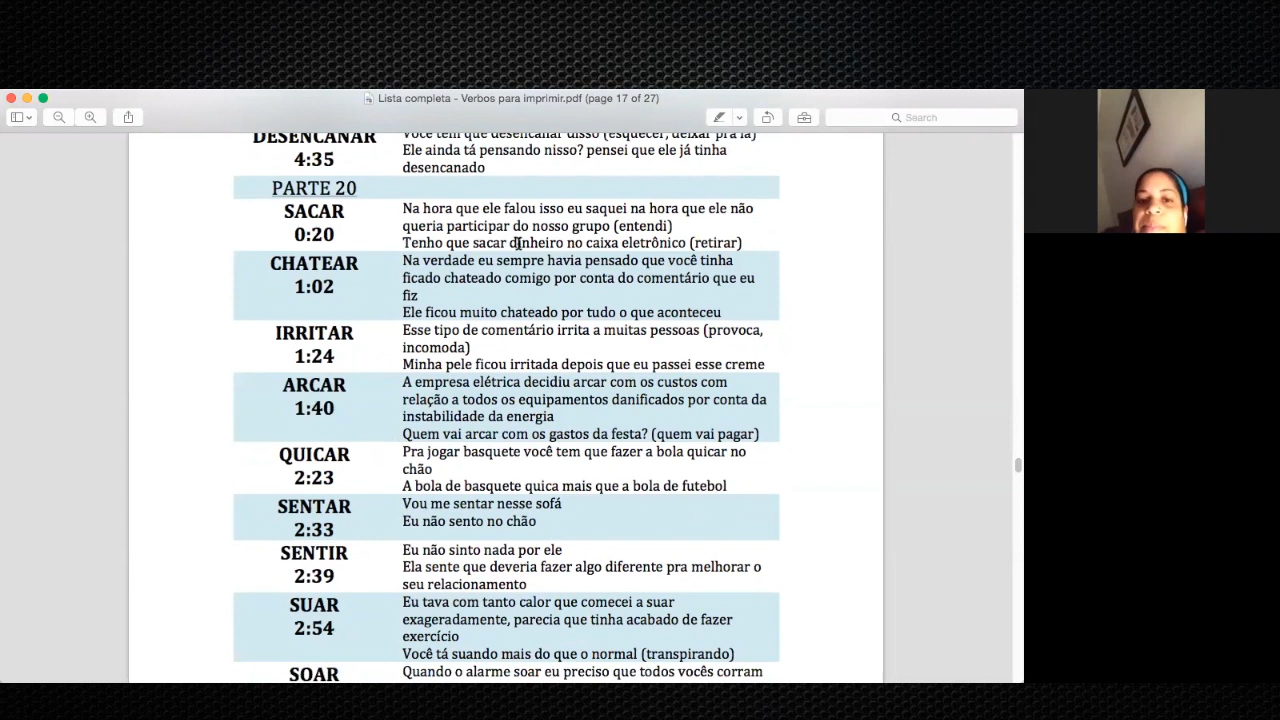 Lista completa - Verbos para imprimir.pdf (page 17 of 27)
Search
DESENCANAR
4:35
Você tem que desencanar disso (esquecer, deixar pra lá)
Ele ainda tá pensando nisso? pensei que ele já tinha
desencanado
PARTE 20
SACAR
0:20
Na hora que ele falou isso eu saquei na hora que ele não
queria participar do nosso grupo (entendi)
Tenho que sacar dinheiro no caixa eletrônico (retirar)
CHATEAR
1:02
Na verdade eu sempre havia pensado que você tinha
ficado chateado comigo por conta do comentário que eu
fiz
Ele ficou muito chateado por tudo o que aconteceu
IRRITAR
1:24
Esse tipo de comentário irrita a muitas pessoas (provoca,
incomoda)
Minha pele ficou irritada depois que eu passei esse creme
ARCAR
1:40
A empresa elétrica decidiu arcar com os custos com
relação a todos os equipamentos danificados por conta da
instabilidade da energia
Quem vai arcar com os gastos da festa? (quem vai pagar)
QUICAR
2:23
Pra jogar basquete você tem que fazer a bola quicar no
chão
A bola de basquete quica mais que a bola de futebol
SENTAR
2:33
Vou me sentar nesse sofá
Eu não sento no chão
SENTIR
2:39
Eu não sinto nada por ele
Ela sente que deveria fazer algo diferente pra melhorar o
seu relacionamento
SUAR
2:54
Eu tava com tanto calor que comecei a suar
exageradamente, parecia que tinha acabado de fazer
exercício
Você tá suando mais do que o normal (transpirando)
SOAR
Quando o alarme soar eu preciso que todos vocês corram